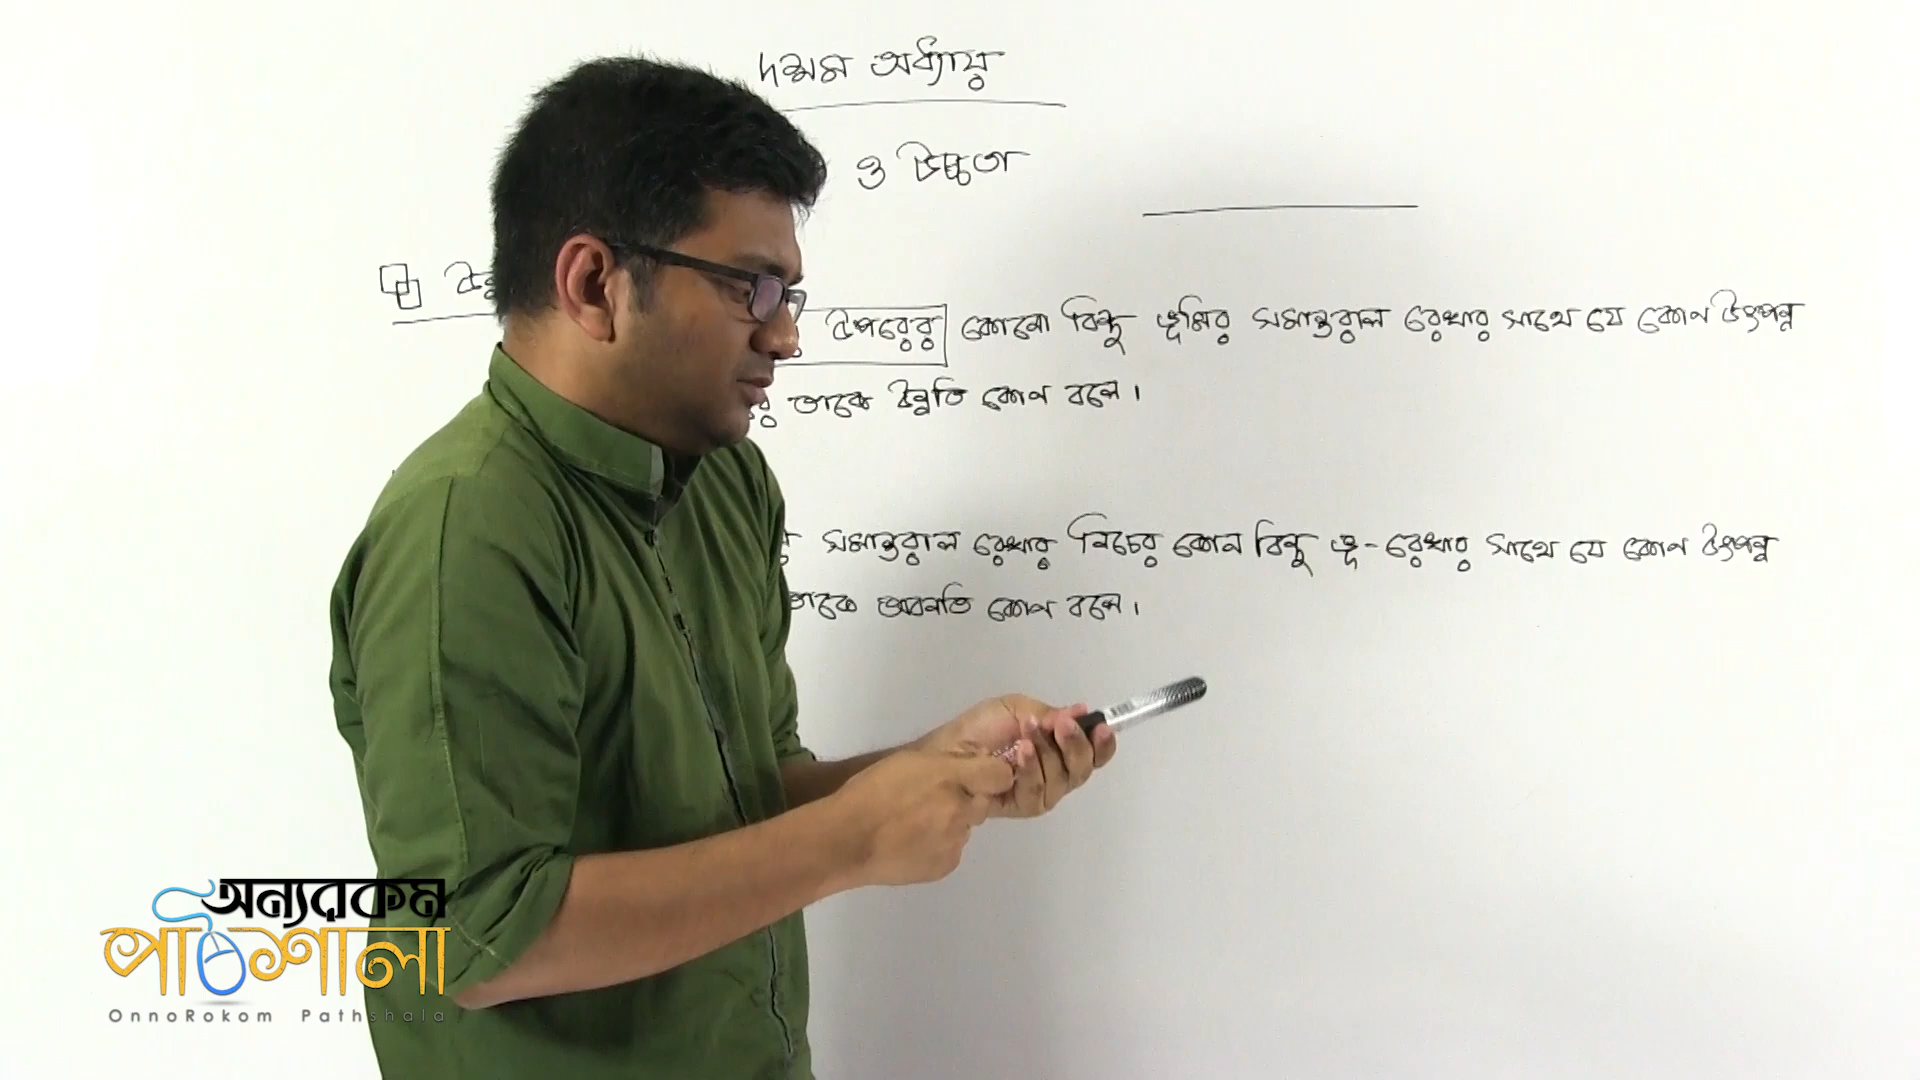 দশম অধ্যায়
ও উচ্চতা
উপরের কোনো বিন্দু ভূমির সমান্তরাল রেখার সাথে যে কোন উৎপন্ন
তাকে উন্নতি কোণ বলে।
সমান্তরাল রেখার নিচের কোন বিন্দু ভূ-রেখার সাথে যে কোণ উৎপন্ন
তাকে অবনতি কোণ বলে।
অন্যরকম
পাঠশালা
OnnoRokom Pathshala